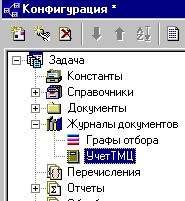 Конфигурация *
Задача
Константы
Справочники
Документы
Журналы документов
Графы отбора
УчетТМЦ
Перечисления
Отчеты